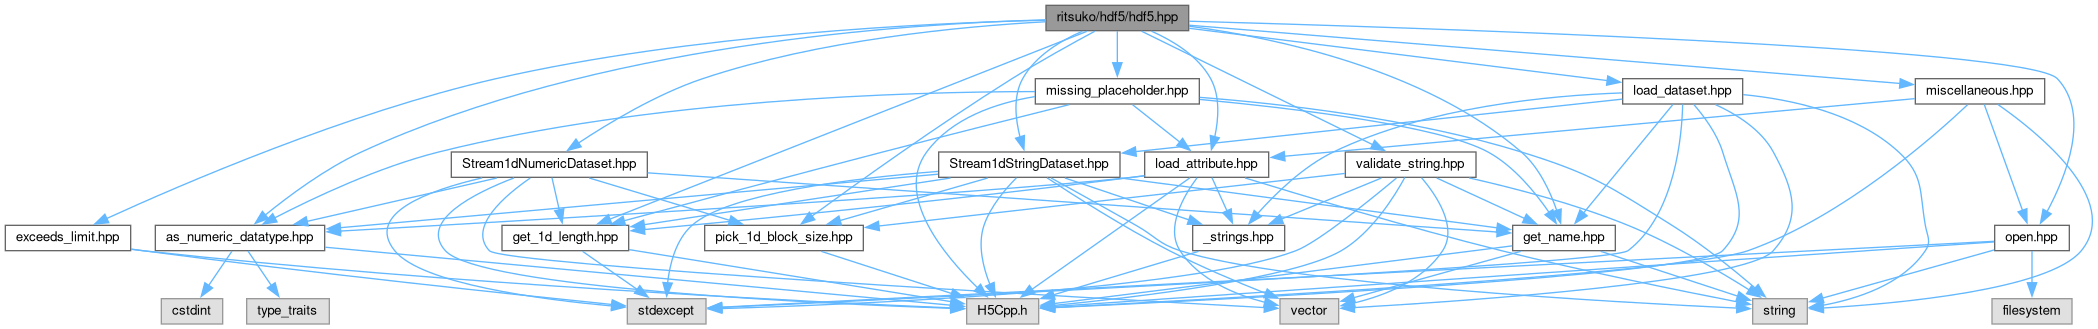 ritsuko/hdf5/hdf5.hpp
missing_placeholder.hpp
load_dataset.hpp
miscellaneous.hpp
Stream1dNumericDataset.hpp
Stream1dStringDataset.hpp
load_attribute.hpp
validate_string.hpp
exceeds_limit.hpp
as_numeric_datatype.hpp
get_1d_length.hpp
pick_1d_block_size.hpp
_strings.hpp
get_name.hpp
open.hpp
cstdint
type_traits
stdexcept
H5Cpp.h
vector
string
filesystem